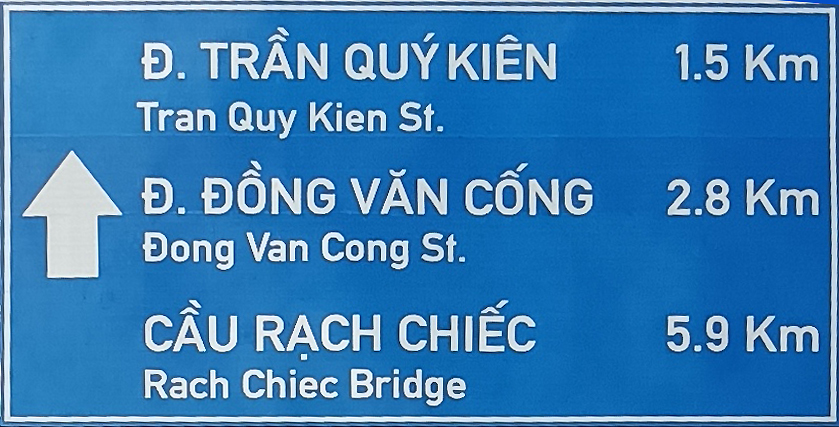 Đ. TRẦN QUÝ KIÊN 1.5 Km
Tran Quy Kien St.
Đ. ĐỒNG VĂN CỐNG 2.8 Km
Đong Van Cong St.
CẦU RẠCH CHIẾC 5.9 Km
Rach Chiec Bridge